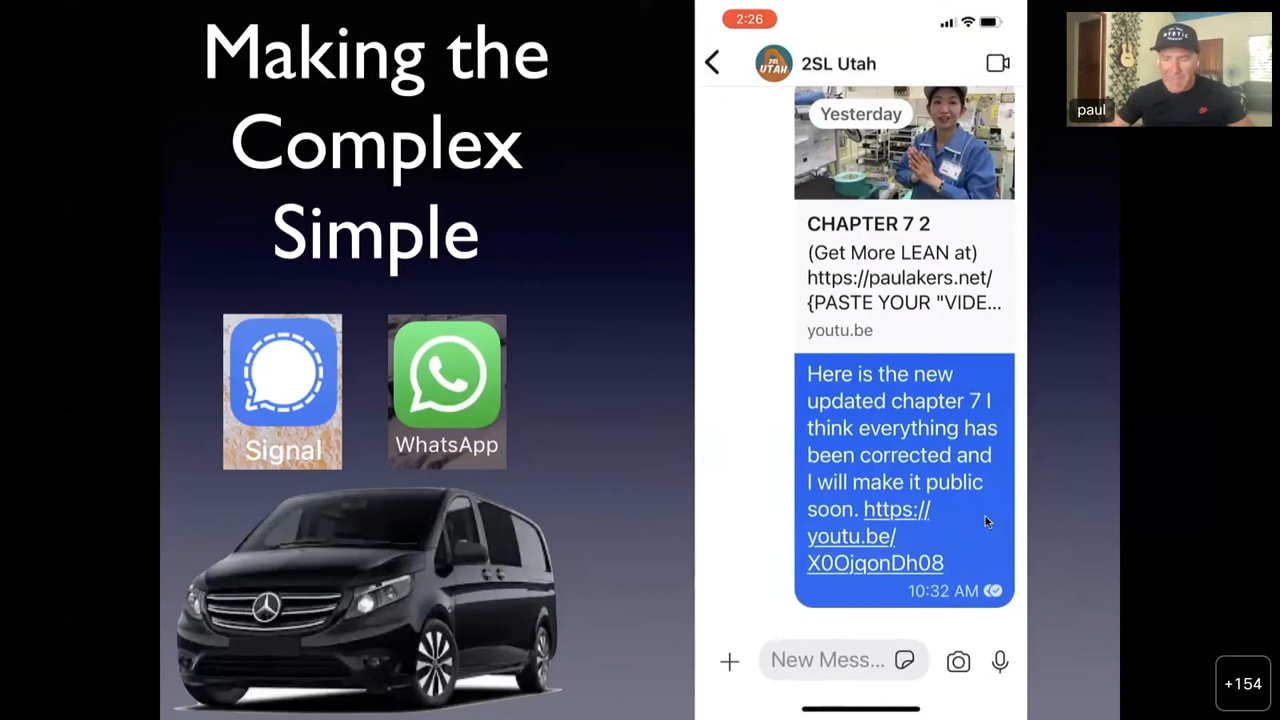 Making the
Complex
Simple
Signal
WhatsApp
2:26
2SL Utah
Yesterday
CHAPTER 7 2
(Get More LEAN at)
https://paulakers.net/
{PASTE YOUR "VIDE...
youtu.be
Here is the new
updated chapter 7 I
think everything has
been corrected and
I will make it public
soon. https://
youtu.be/
X0OjqonDh08
10:32 AM
New Mess...
paul
+154